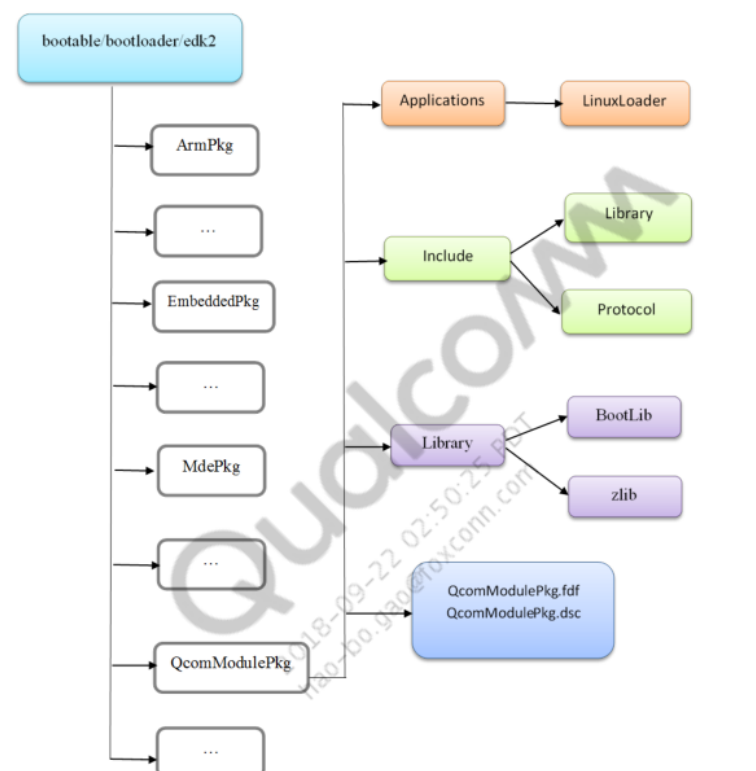 bootable/bootloader/edk2
ArmPkg
...
EmbeddedPkg
...
MdePkg
...
QcomModulePkg
...
Applications
LinuxLoader
Include
Library
Protocol
Library
BootLib
zlib
QcomModulePkg.fdf
QcomModulePkg.dsc
Qualcomm
2018-09-22 02:50:25 PDT
hao-bo.gao@foxconn.com